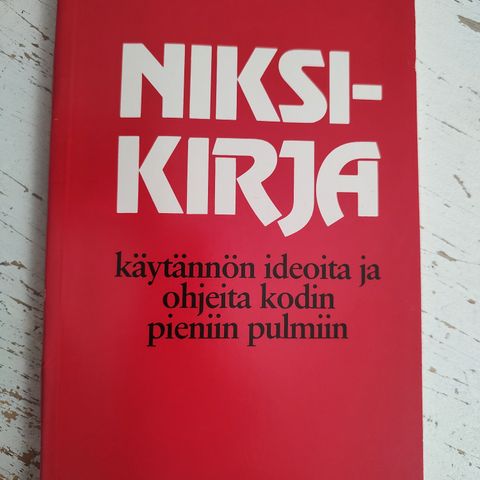 NIKSI-
KIRJA
käytännön ideoita ja
ohjeita kodin
pieniin pulmiin